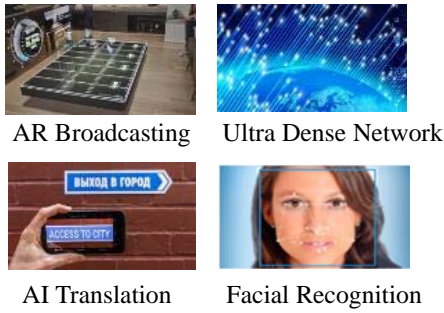 AR Broadcasting
Ultra Dense Network
ВЫХОД В ГОРОД
ACCESS TO CITY
AI Translation
Facial Recognition